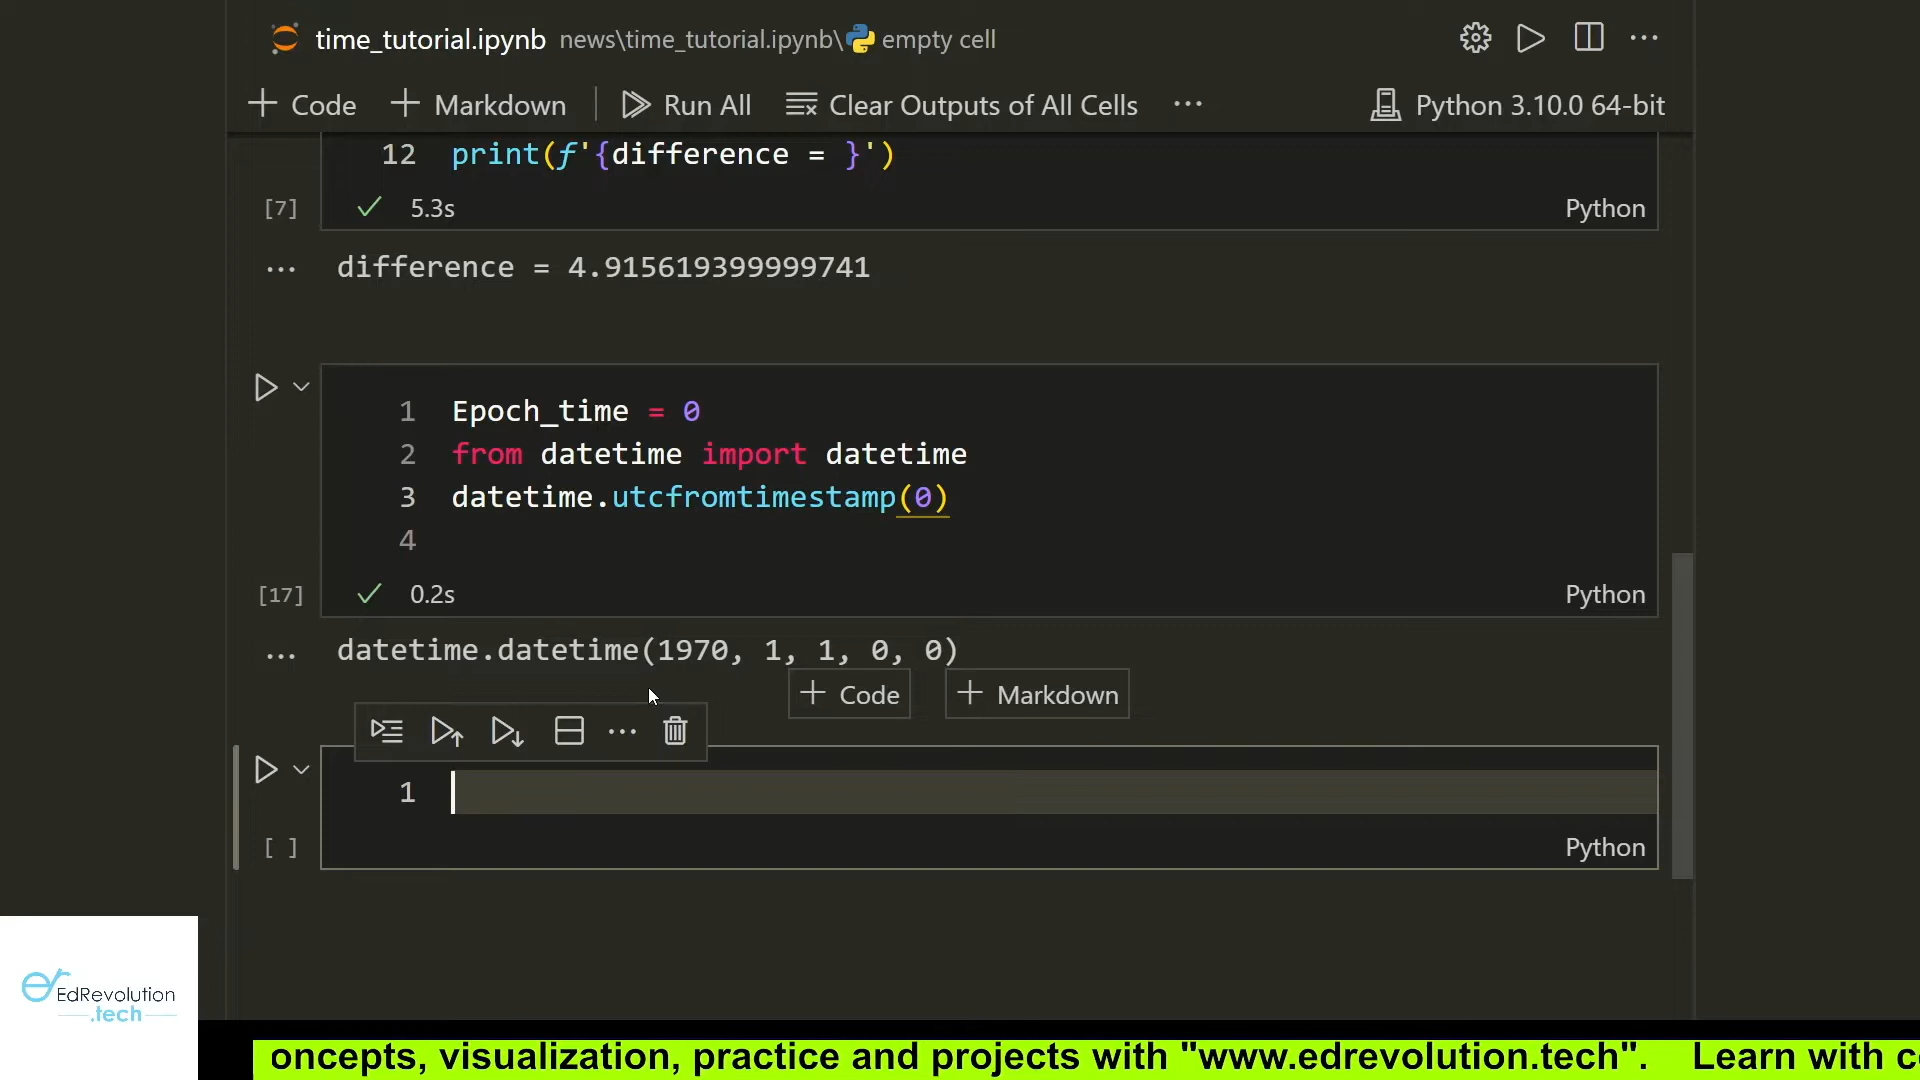 time_tutorial.ipynb news\time_tutorial.ipynb\ empty cell
+ Code + Markdown Run All Clear Outputs of All Cells ... Python 3.10.0 64-bit
12 print(f'{difference = }')
[7] 5.3s Python
... difference = 4.915619399999741
1 Epoch_time = 0
2 from datetime import datetime
3 datetime.utcfromtimestamp(0)
4
[17] 0.2s Python
... datetime.datetime(1970, 1, 1, 0, 0)
+ Code + Markdown
1
[ ] Python
EdRevolution
.tech
oncepts, visualization, practice and projects with "www.edrevolution.tech". Learn with c